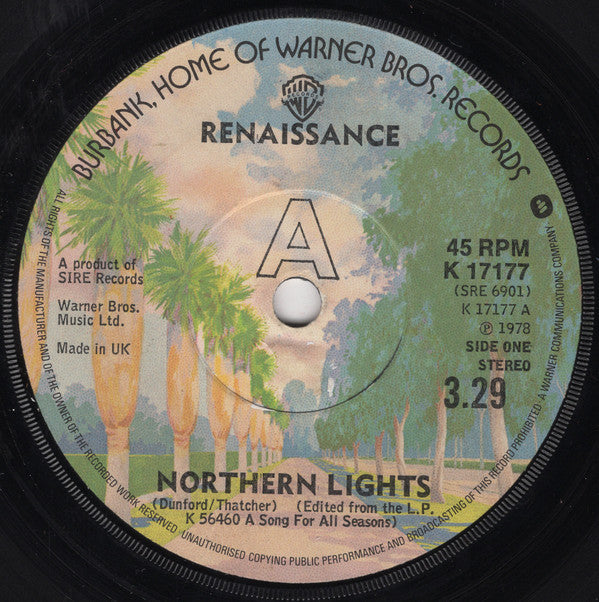 BURBANK, HOME OF WARNER BROS. RECORDS
RECORDS
RENAISSANCE
A
A product of
SIRE Records
Warner Bros.
Music Ltd.
Made in UK
45 RPM
K 17177
(SRE 6901)
K 17177 A
Ⓟ 1978
SIDE ONE
STEREO
3.29
NORTHERN LIGHTS
(Dunford/Thatcher) (Edited from the L.P.
K 56460 A Song For All Seasons)
ALL RIGHTS OF THE MANUFACTURER AND OF THE OWNER OF THE RECORDED WORK RESERVED UNAUTHORISED COPYING PUBLIC PERFORMANCE AND BROADCASTING OF THIS RECORD PROHIBITED. A WARNER COMMUNICATIONS COMPANY